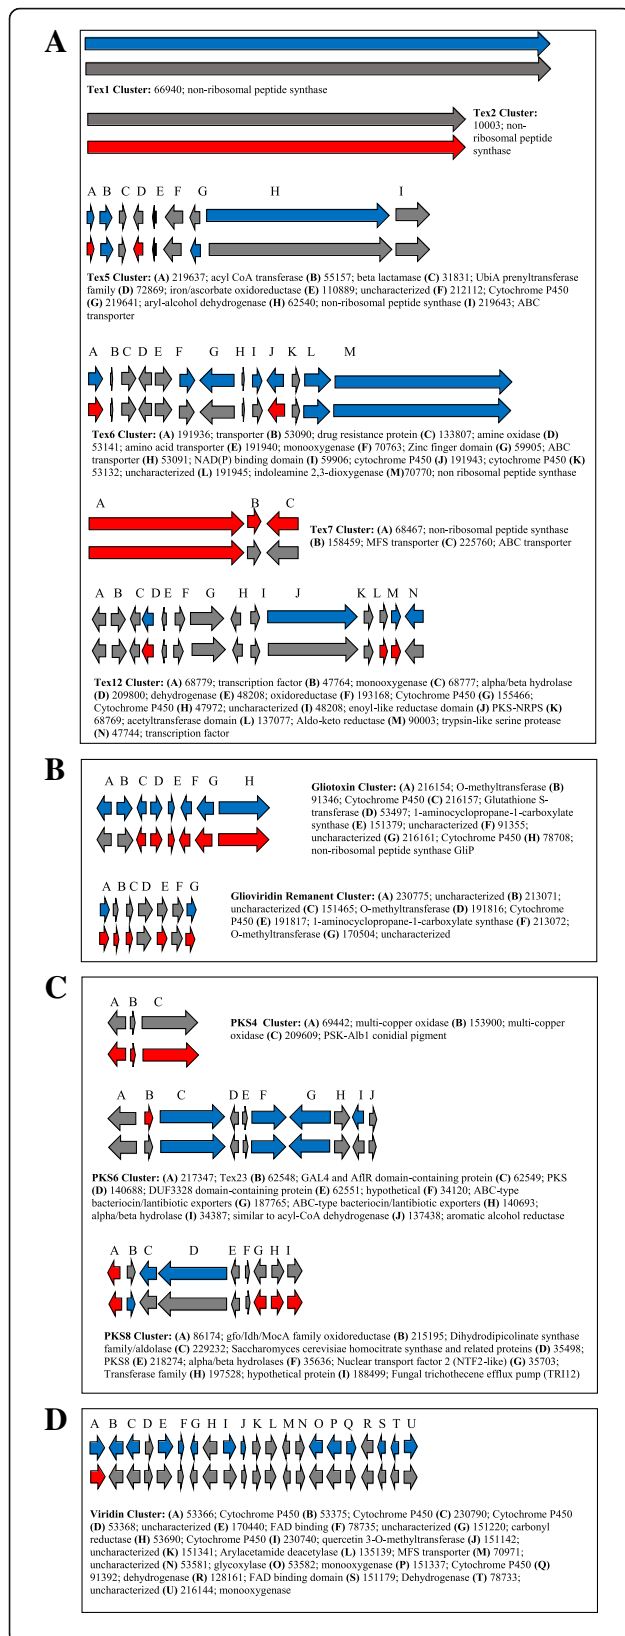 A
Tex1 Cluster: 66940; non-ribosomal peptide synthase
Tex2 Cluster:
10003; non-
ribosomal peptide
synthase
A B C D E F G H I
Tex5 Cluster: (A) 219637; acyl CoA transferase (B) 55157; beta lactamase (C) 31831; UbiA prenyltransferase
family (D) 72869; iron/ascorbate oxidoreductase (E) 110889; uncharacterized (F) 212112; Cytochrome P450
(G) 219641; aryl-alcohol dehydrogenase (H) 62540; non-ribosomal peptide synthase (I) 219643; ABC
transporter
A B C D E F G H I J K L M
Tex6 Cluster: (A) 191936; transporter (B) 53090; drug resistance protein (C) 133807; amine oxidase (D)
53141; amino acid transporter (E) 191940; monooxygenase (F) 70763; Zinc finger domain (G) 59905; ABC
transporter (H) 53091; NAD(P) binding domain (I) 59906; cytochrome P450 (J) 191943; cytochrome P450 (K)
53132; uncharacterized (L) 191945; indoleamine 2,3-dioxygenase (M)70770; non ribosomal peptide synthase
A B C
Tex7 Cluster: (A) 68467; non-ribosomal peptide synthase
(B) 158459; MFS transporter (C) 225760; ABC transporter
A B C D E F G H I J K L M N
Tex12 Cluster (A) 68779; transcription factor (B) 47764; monooxygenase (C) 68777; alpha/beta hydrolase
(D) 209800; dehydrogenase (E) 48208; oxidoreductase (F) 193168; Cytochrome P450 (G) 155466;
Cytochrome P450 (H) 47972; uncharacterized (I) 48208; enoyl-like reductase domain (J) PKS-NRPS (K)
68769; acetyltransferase domain (L) 137077; Aldo-keto reductase (M) 90003; trypsin-like serine protease
(N) 47744; transcription factor
B
A B C D E F G H
Gliotoxin Cluster: (A) 216154; O-methyltransferase (B)
91346; Cytochrome P450 (C) 216157; Glutathione S-
transferase (D) 53497; 1-aminocyclopropane-1-carboxylate
synthase (E) 151379; uncharacterized (F) 91355;
uncharacterized (G) 216161; Cytochrome P450 (H) 78708;
non-ribosomal peptide synthase GliP
A B C D E F G
Glioviridin Remanent Cluster: (A) 230775; uncharacterized (B) 213071;
uncharacterized (C) 151465; O-methyltransferase (D) 191816; Cytochrome
P450 (E) 191817; 1-aminocyclopropane-1-carboxylate synthase (F) 213072;
O-methyltransferase (G) 170504; uncharacterized
C
A B C
PKS4 Cluster: (A) 69442; multi-copper oxidase (B) 153900; multi-copper
oxidase (C) 209609; PSK-Alb1 conidial pigment
A B C D E F G H I J
PKS6 Cluster: (A) 217347; Tex23 (B) 62548; GAL4 and AflR domain-containing protein (C) 62549; PKS
(D) 140688; DUF3328 domain-containing protein (E) 62551; hypothetical (F) 34120; ABC-type
bacteriocin/lantibiotic exporters (G) 187765; ABC-type bacteriocin/lantibiotic exporters (H) 140693;
alpha/beta hydrolase (I) 34387; similar to acyl-CoA dehydrogenase (J) 137438; aromatic alcohol reductase
A B C D E F G H I
PKS8 Cluster: (A) 86174; gfo/Idh/MocA family oxidoreductase (B) 215195; Dihydrodipicolinate synthase
family/aldolase (C) 229232; Saccharomyces cerevisiae homocitrate synthase and related proteins (D) 35498;
PKS8 (E) 218274; alpha/beta hydrolases (F) 35636; Nuclear transport factor 2 (NTF2-like) (G) 35703;
Transferase family (H) 197528; hypothetical protein (I) 188499; Fungal trichothecene efflux pump (TRI12)
D
A B C D E F G H I J K L M N O P Q R S T U
Viridin Cluster: (A) 53366; Cytochrome P450 (B) 53375; Cytochrome P450 (C) 230790; Cytochrome P450
(D) 53368; uncharacterized (E) 170440; FAD binding (F) 78735; uncharacterized (G) 151220; carbonyl
reductase (H) 53690; Cytochrome P450 (I) 230740; quercetin 3-O-methyltransferase (J) 151142;
uncharacterized (K) 151341; Arylacetamide deacetylase (L) 135139; MFS transporter (M) 70971;
uncharacterized (N) 53581; glycoxylase (O) 53582; monooxygenase (P) 151337; Cytochrome P450 (Q)
91392; dehydrogenase (R) 128161; FAD binding domain (S) 151179; Dehydrogenase (T) 78733;
uncharacterized (U) 216144; monooxygenase